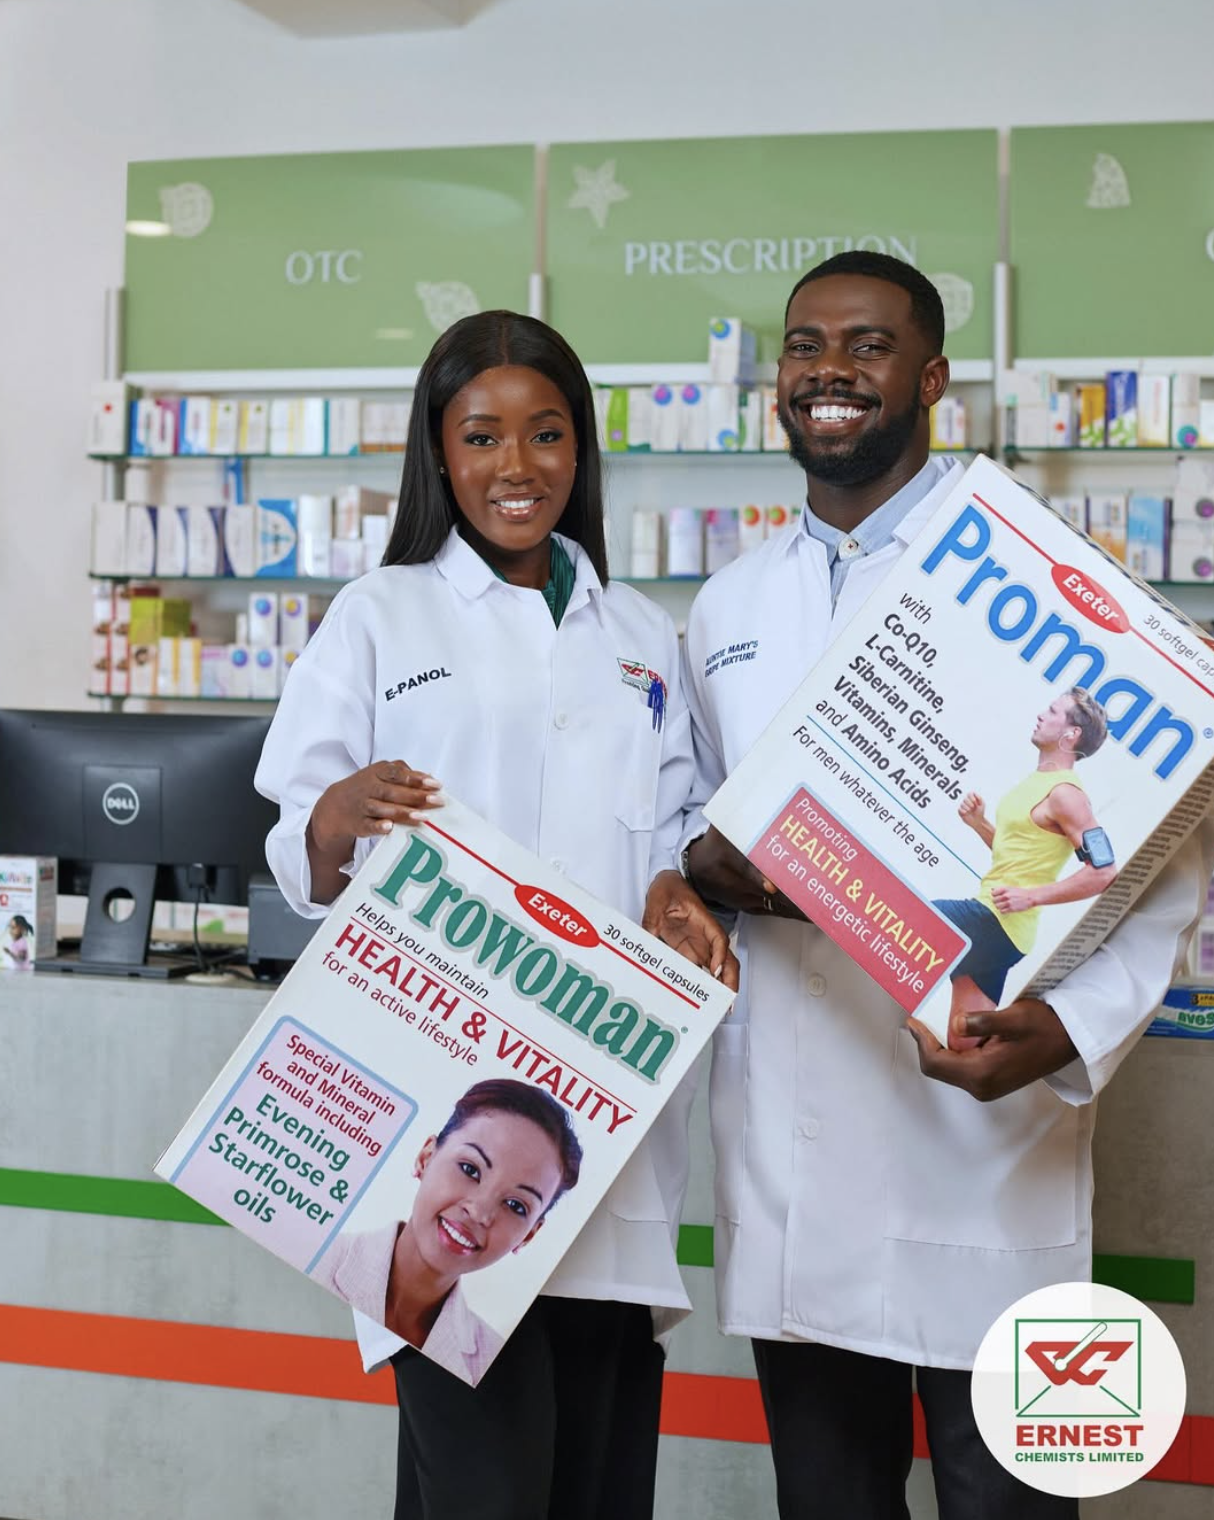 OTC
PRESCRIPTION
E-PANOL
MARY'S
MIXTURE
DELL
Prowoman
Exeter
30 softgel capsules
Helps you maintain
HEALTH & VITALITY
for an active lifestyle
Special Vitamin
and Mineral
formula including
Evening
Primrose &
Starflower
oils
Exeter
30 softgel
Proman
with
Co-Q10,
L-Carnitine,
Siberian Ginseng,
Vitamins, Minerals
and Amino Acids
For men whatever the age
Promoting
HEALTH & VITALITY
for an energetic lifestyle
ERNEST
CHEMISTS LIMITED